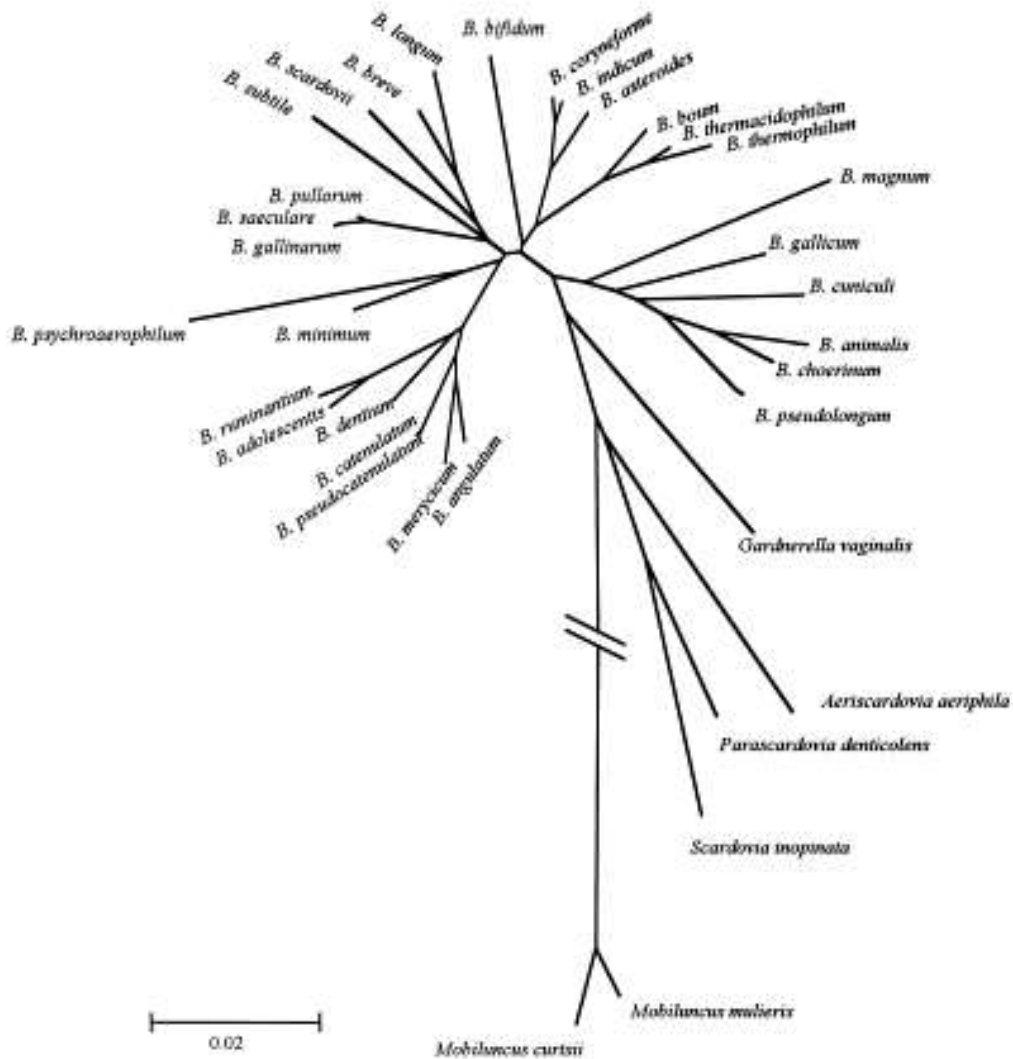 B. bifidum
B. longum
B. breve
B. scardovii
B. subtile
B. coryneforme
B. indicum
B. asteroides
B. boum
B. thermacidophilum
B. thermophilum
B. magnum
B. pullorum
B. saeculare
B. gallinarum
B. gallicum
B. cuniculi
B. psychroaerophilum
B. minimum
B. animalis
B. choerinum
B. pseudolongum
B. ruminantium
B. adolescentis
B. dentium
B. catenulatum
B. pseudocatenulatum
B. merycicum
B. angulatum
Gardnerella vaginalis
Aeriscardovia aeriphila
Parascardovia denticolens
Scardovia inopinata
Mobiluncus mulieris
Mobiluncus curtsii
0.02